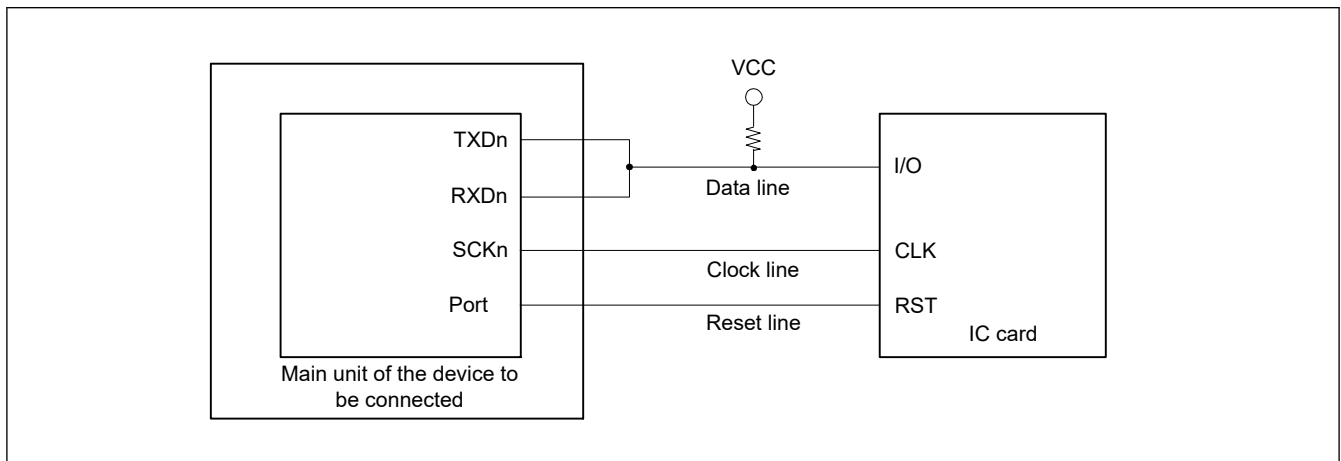 VCC
TXDn
I/O
Data line
RXDn
SCKn
CLK
Clock line
Port
RST
Reset line
IC card
Main unit of the device to
be connected